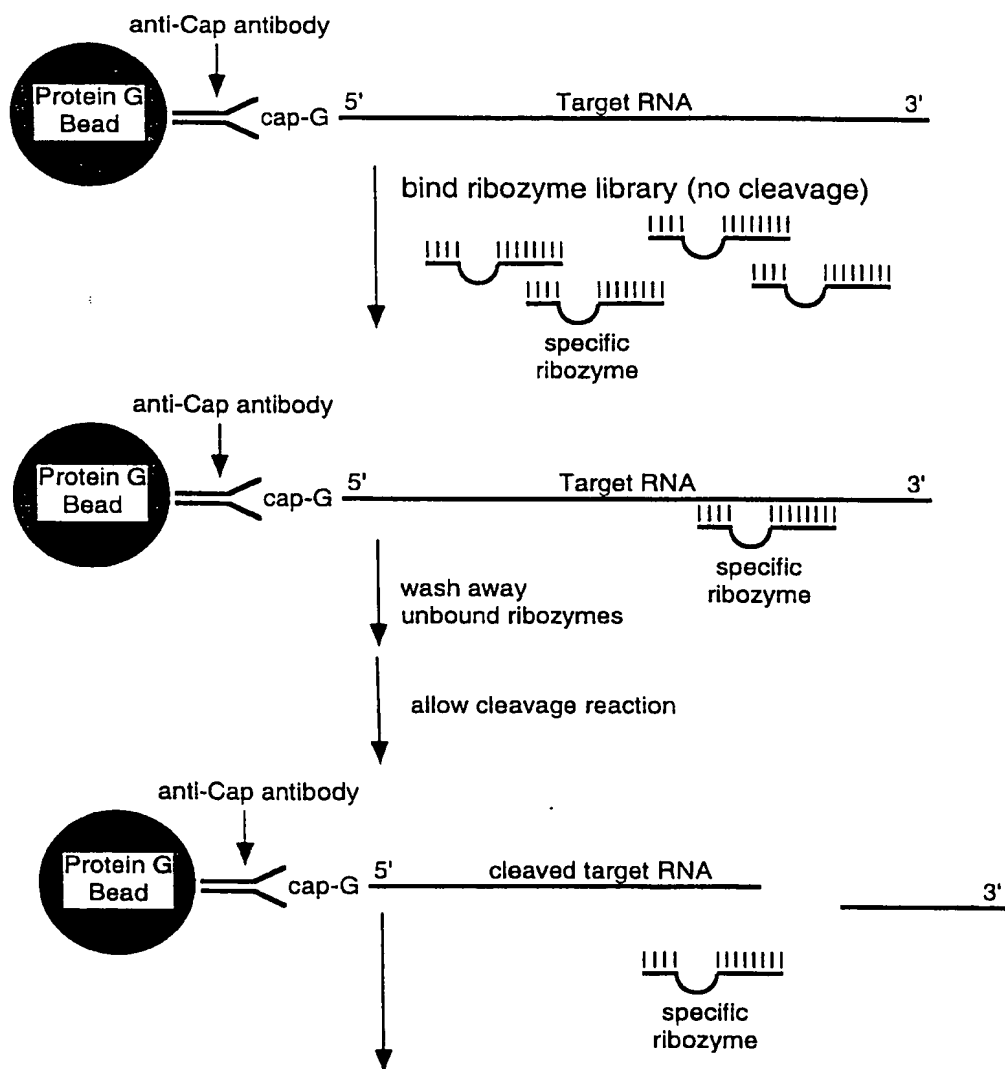 anti-Cap antibody
Protein G
Bead
cap-G
5'
Target RNA
3'
bind ribozyme library (no cleavage)
specific
ribozyme
anti-Cap antibody
Protein G
Bead
cap-G
5'
Target RNA
3'
specific
ribozyme
wash away
unbound ribozymes
allow cleavage reaction
anti-Cap antibody
Protein G
Bead
cap-G
5'
cleaved target RNA
3'
specific
ribozyme